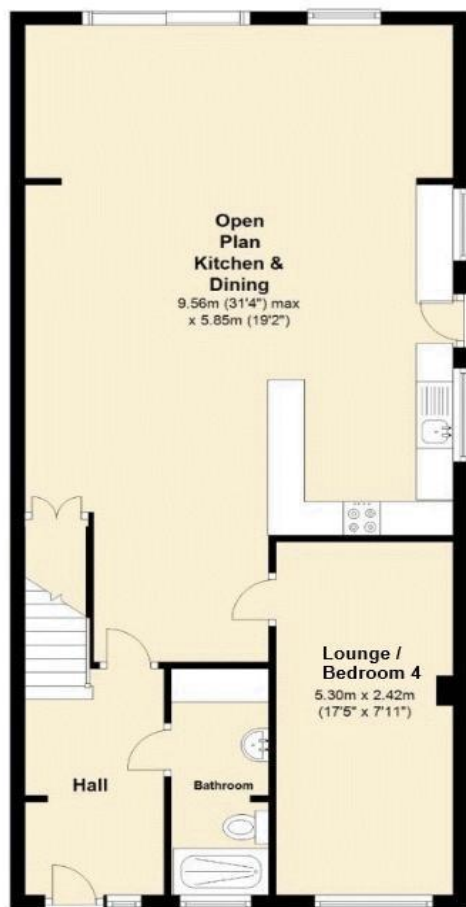 Open
Plan
Kitchen &
Dining
9.56m (31'4") max
x 5.85m (19'2")
Lounge /
Bedroom 4
5.30m x 2.42m
(17'5" x 7'11")
Hall
Bathroom